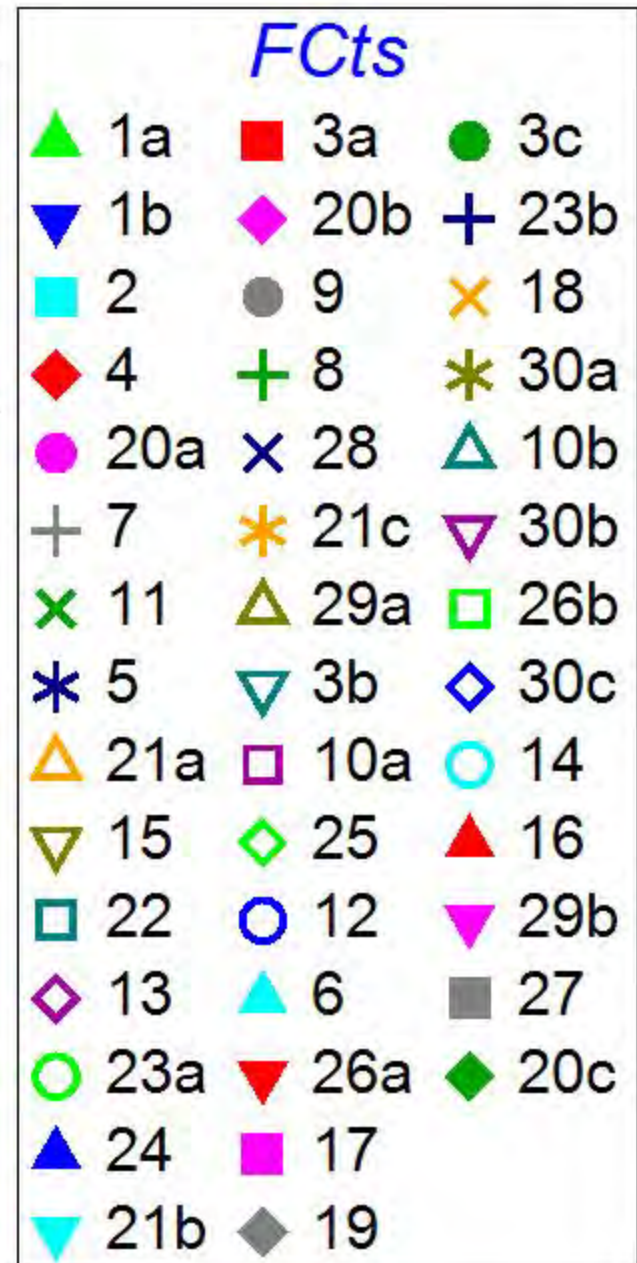 FCts
1a 3a 3c
1b 20b 23b
2 9 18
4 8 30a
20a 28 10b
7 21c 30b
11 29a 26b
5 3b 30c
21a 10a 14
15 25 16
22 12 29b
13 6 27
23a 26a 20c
24 17
21b 19